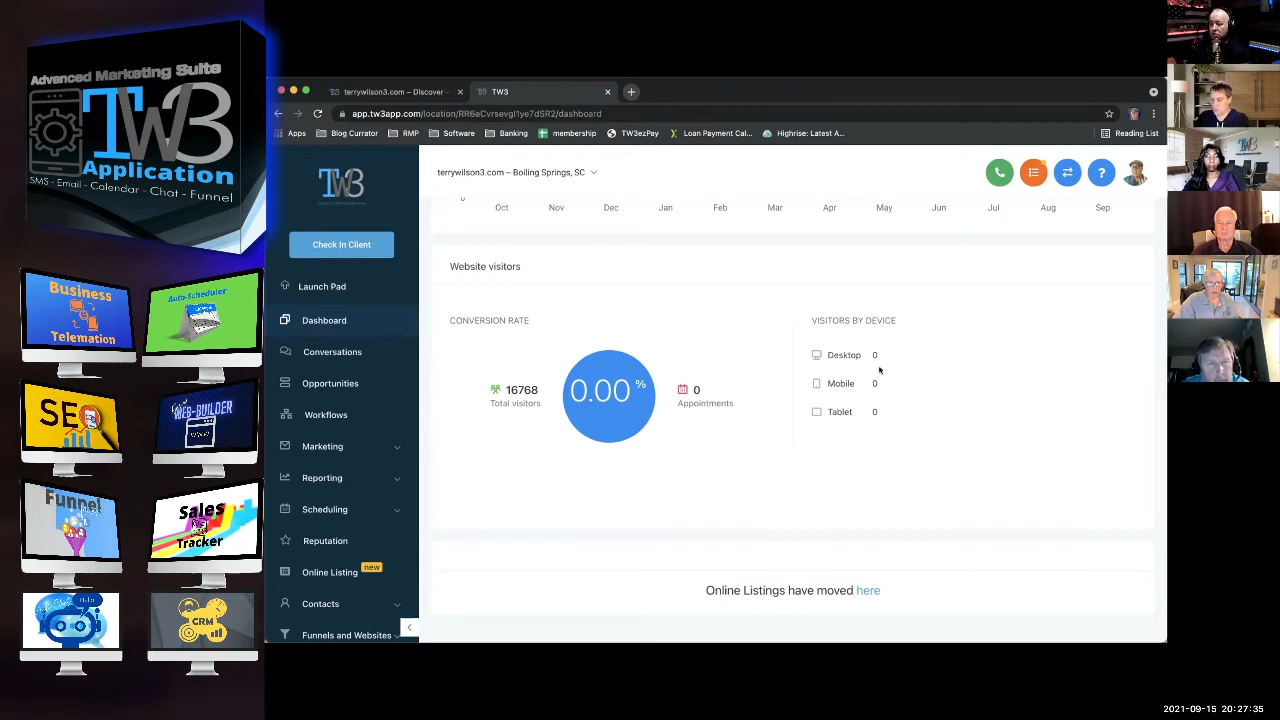 Advanced Marketing Suite
TW3
Application
SMS - Email - Calendar - Chat - Funnel
Business
Telemation
Auto-Scheduler
SEO
WEB-BUILDER
WWW
Funnel
Sales
Tracker
Help
CRM
terrywilson3.com – Discover -
TW3
app.tw3app.com/location/RR6eCvrsevgI1ye7dSR2/dashboard
Apps
Blog Currator
RMP
Software
Banking
membership
TW3ezPay
Loan Payment Cal...
Highrise: Latest A...
Reading List
TW3
Check In Client
Launch Pad
Dashboard
Conversations
Opportunities
Workflows
Marketing
Reporting
Scheduling
Reputation
Online Listing new
Contacts
Funnels and Websites
terrywilson3.com – Boiling Springs, SC
0
Oct Nov Dec Jan Feb Mar Apr May Jun Jul Aug Sep
Website visitors
CONVERSION RATE
16768
Total visitors
0.00 %
0
Appointments
VISITORS BY DEVICE
Desktop 0
Mobile 0
Tablet 0
Online Listings have moved here
TW3
2021-09-15 20:27:35